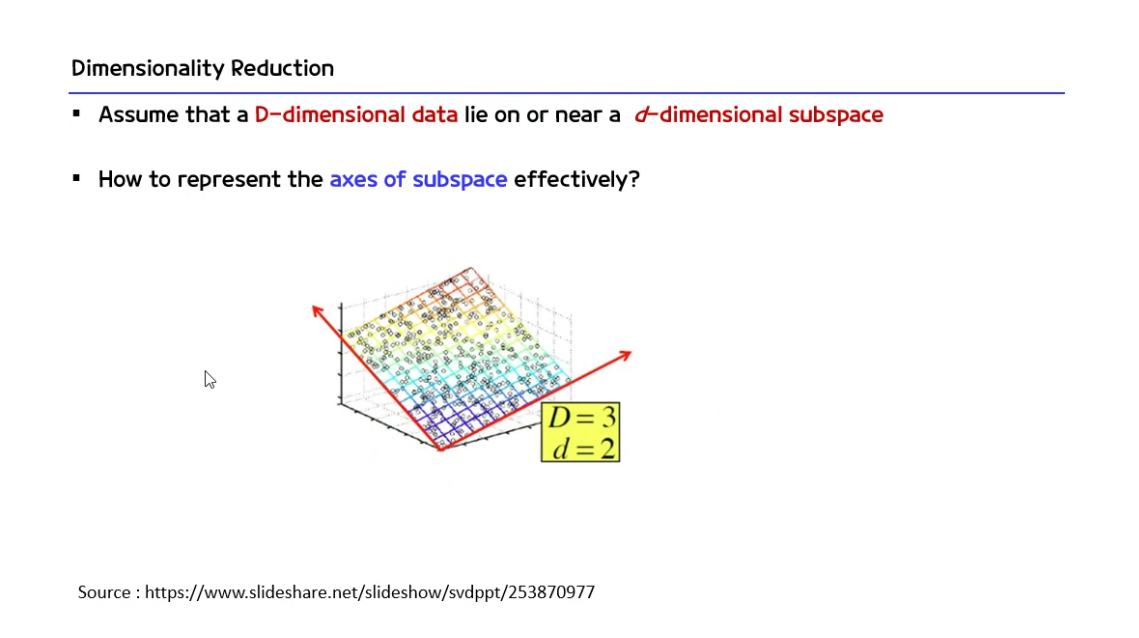 Dimensionality Reduction
▪ Assume that a D-dimensional data lie on or near a d-dimensional subspace
▪ How to represent the axes of subspace effectively?
D = 3
d = 2
Source : https://www.slideshare.net/slideshow/svdppt/253870977